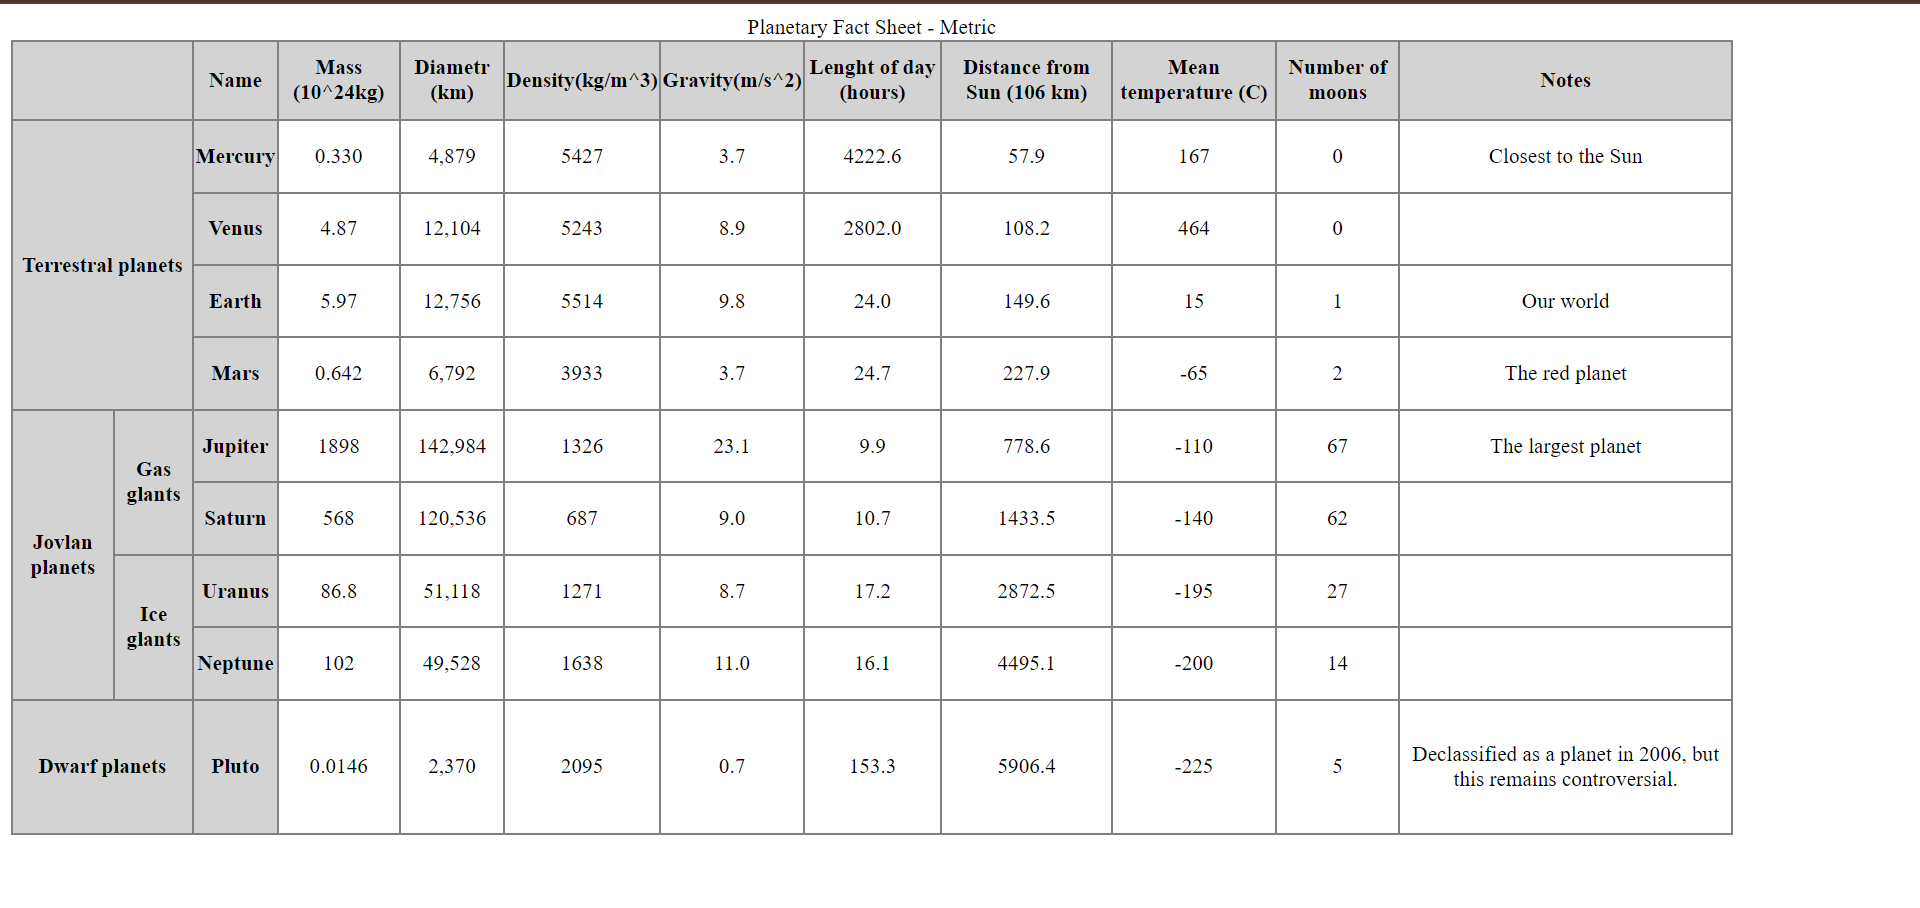 Planetary Fact Sheet - Metric
Name
Mass
(10^24kg)
Diametr
(km)
Density(kg/m^3)
Gravity(m/s^2)
Lenght of day
(hours)
Distance from
Sun (106 km)
Mean
temperature (C)
Number of
moons
Notes
Terrestral planets
Mercury 0.330 4,879 5427 3.7 4222.6 57.9 167 0 Closest to the Sun
Venus 4.87 12,104 5243 8.9 2802.0 108.2 464 0
Earth 5.97 12,756 5514 9.8 24.0 149.6 15 1 Our world
Mars 0.642 6,792 3933 3.7 24.7 227.9 -65 2 The red planet
Jovlan
planets
Gas
glants
Jupiter 1898 142,984 1326 23.1 9.9 778.6 -110 67 The largest planet
Saturn 568 120,536 687 9.0 10.7 1433.5 -140 62
Ice
glants
Uranus 86.8 51,118 1271 8.7 17.2 2872.5 -195 27
Neptune 102 49,528 1638 11.0 16.1 4495.1 -200 14
Dwarf planets
Pluto 0.0146 2,370 2095 0.7 153.3 5906.4 -225 5 Declassified as a planet in 2006, but
this remains controversial.